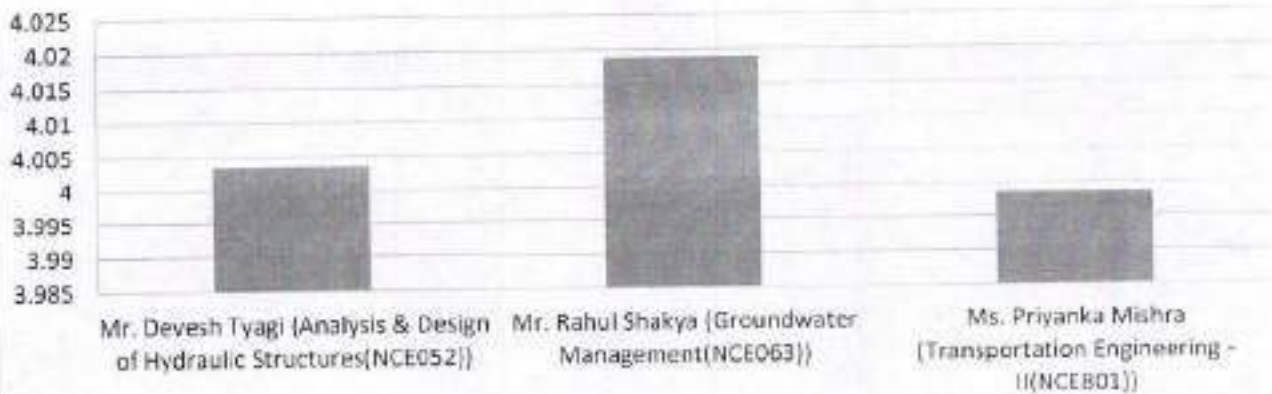 4.025
4.02
4.015
4.01
4.005
4
3.995
3.99
3.985
Mr. Devesh Tyagi (Analysis & Design
of Hydraulic Structures(NCE052))
Mr. Rahul Shakya (Groundwater
Management(NCE063))
Ms. Priyanka Mishra
(Transportation Engineering -
II(NCE801))